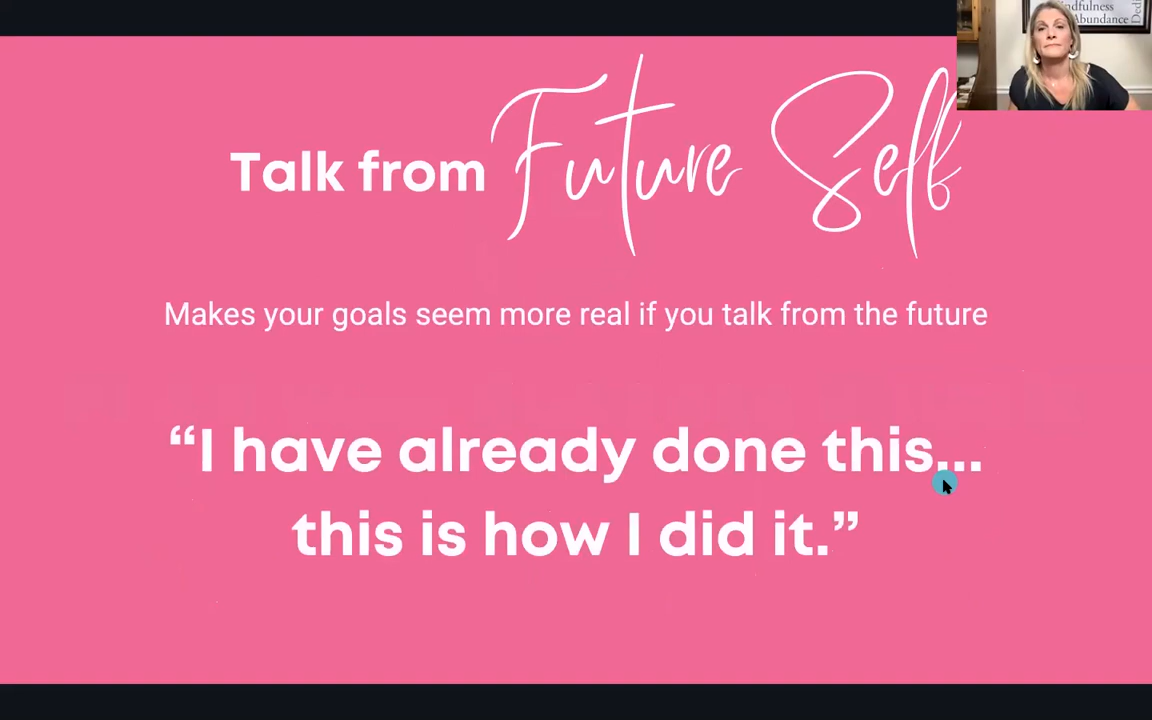 Talk from Future Self
Makes your goals seem more real if you talk from the future
“I have already done this...
this is how I did it.”
Abundance